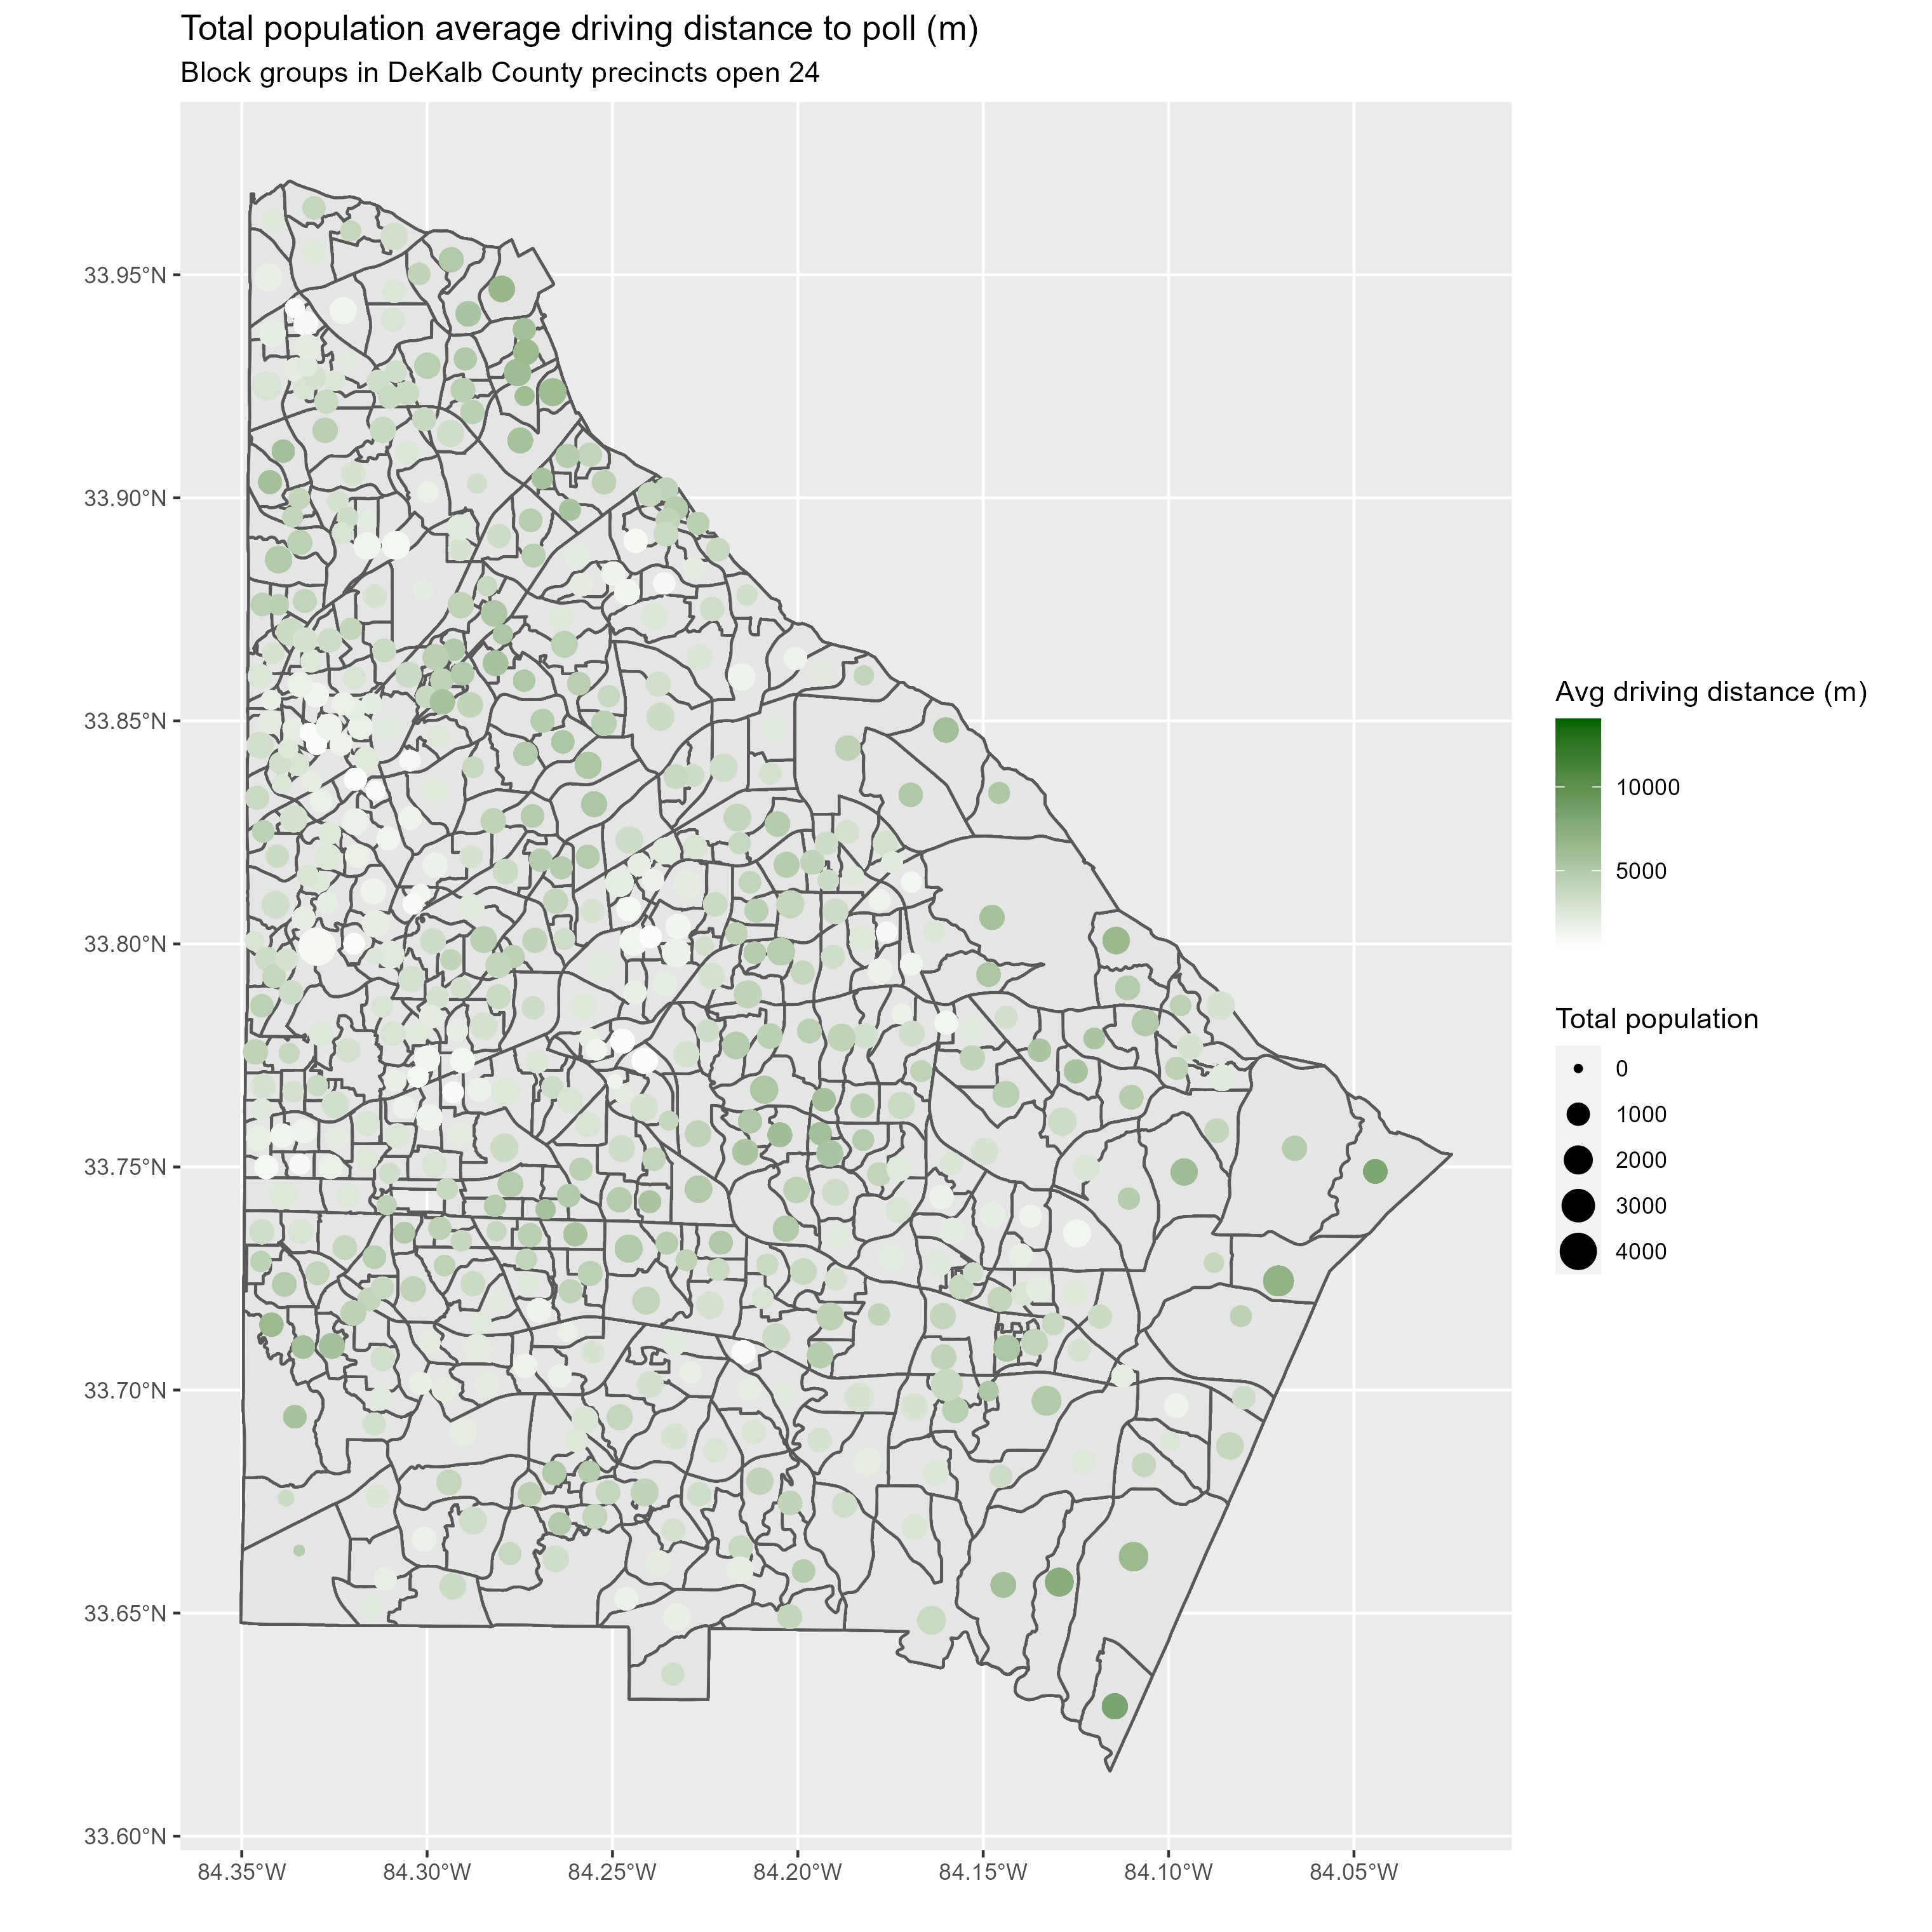 Total population average driving distance to poll (m)
Block groups in DeKalb County precincts open 24
33.95°N
33.90°N
33.85°N
33.80°N
33.75°N
33.70°N
33.65°N
33.60°N
84.35°W
84.30°W
84.25°W
84.20°W
84.15°W
84.10°W
84.05°W
Avg driving distance (m)
10000
5000
Total population
0
1000
2000
3000
4000